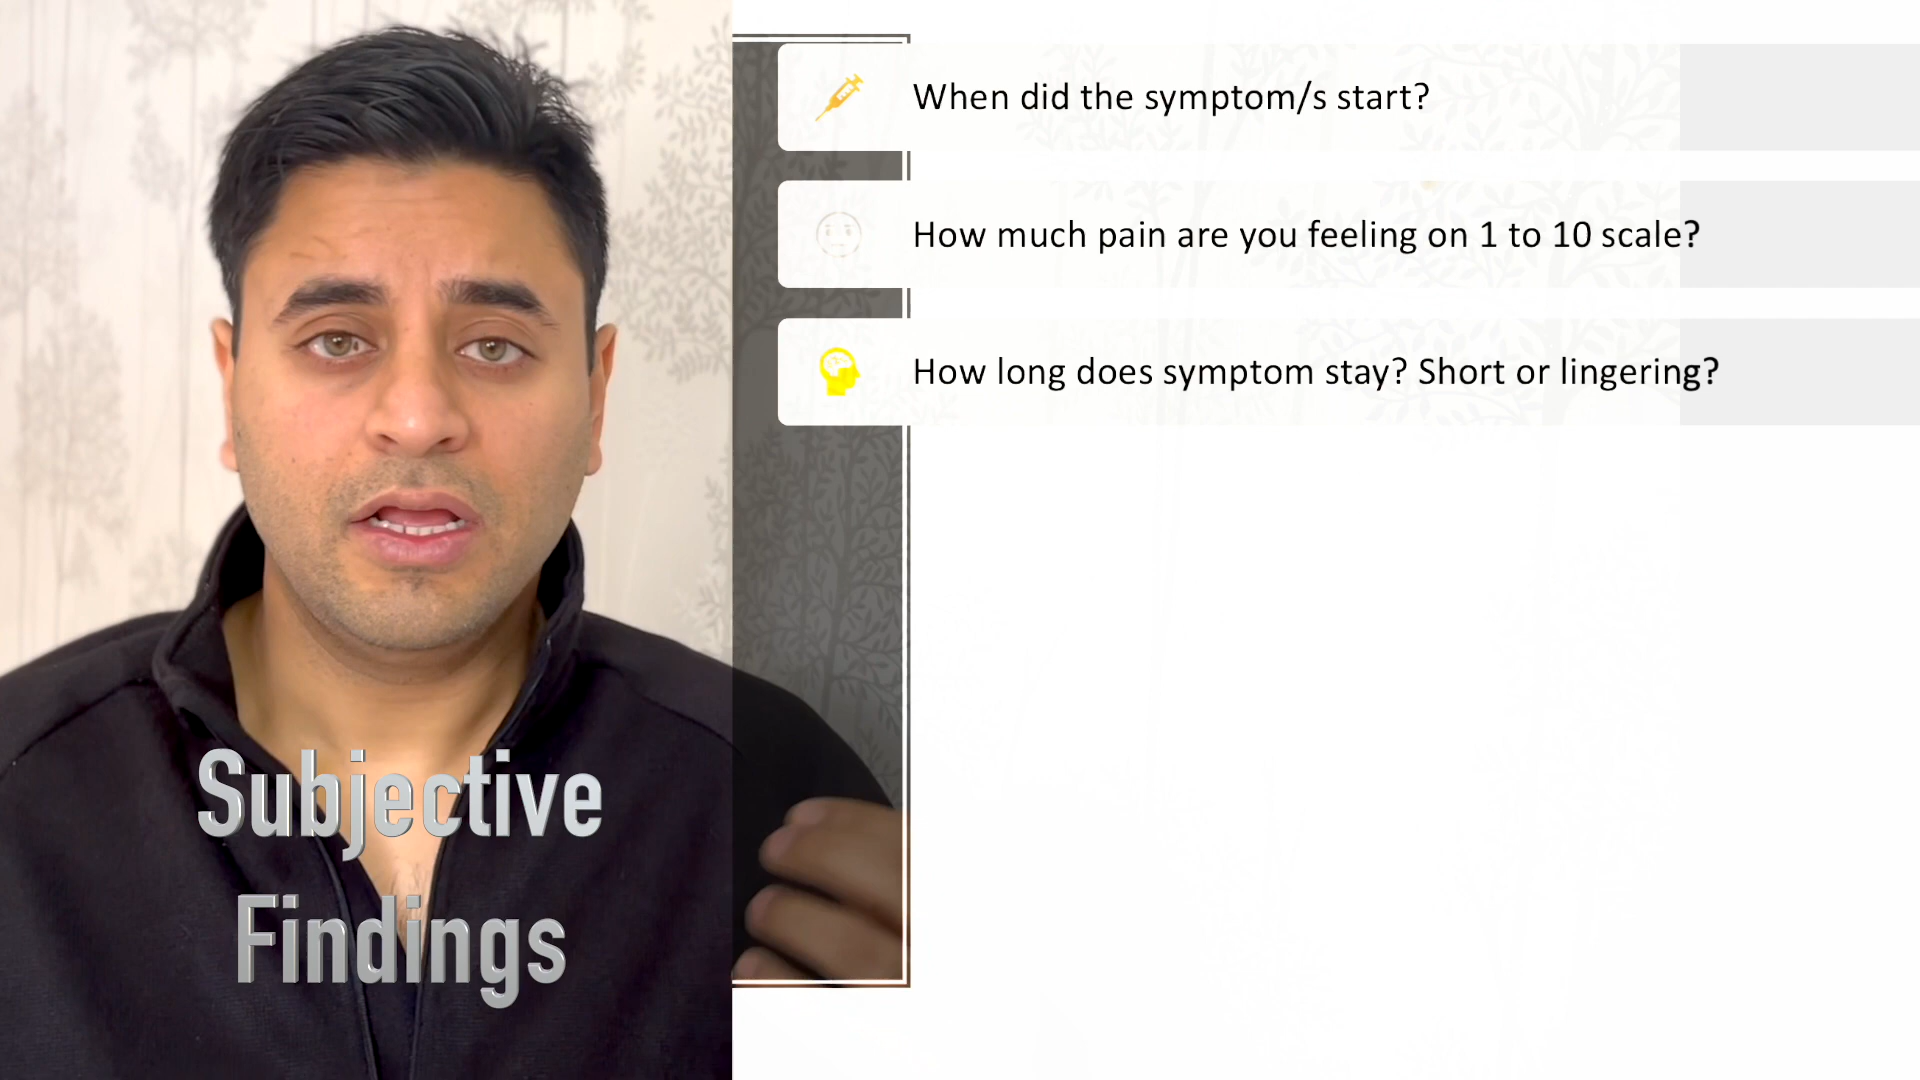 When did the symptom/s start?
How much pain are you feeling on 1 to 10 scale?
How long does symptom stay? Short or lingering?
Subjective
Findings